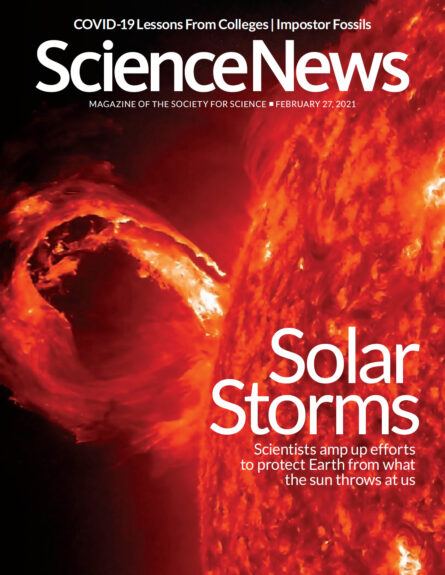 COVID-19 Lessons From Colleges | Impostor Fossils
ScienceNews
MAGAZINE OF THE SOCIETY FOR SCIENCE ■ FEBRUARY 27, 2021
Solar
Storms
Scientists amp up efforts
to protect Earth from what
the sun throws at us